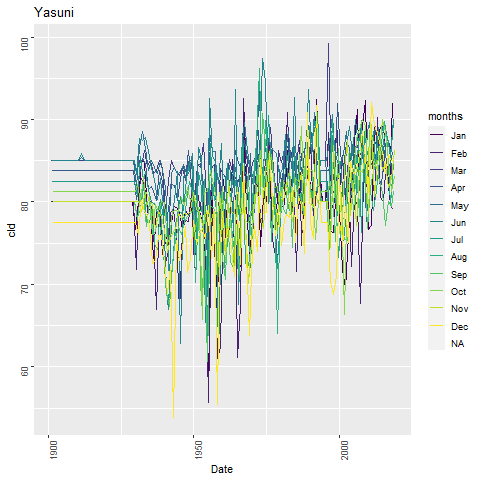 Yasuni
100
90
80
70
60
cld
1900
1950
2000
Date
months
Jan
Feb
Mar
Apr
May
Jun
Jul
Aug
Sep
Oct
Nov
Dec
NA